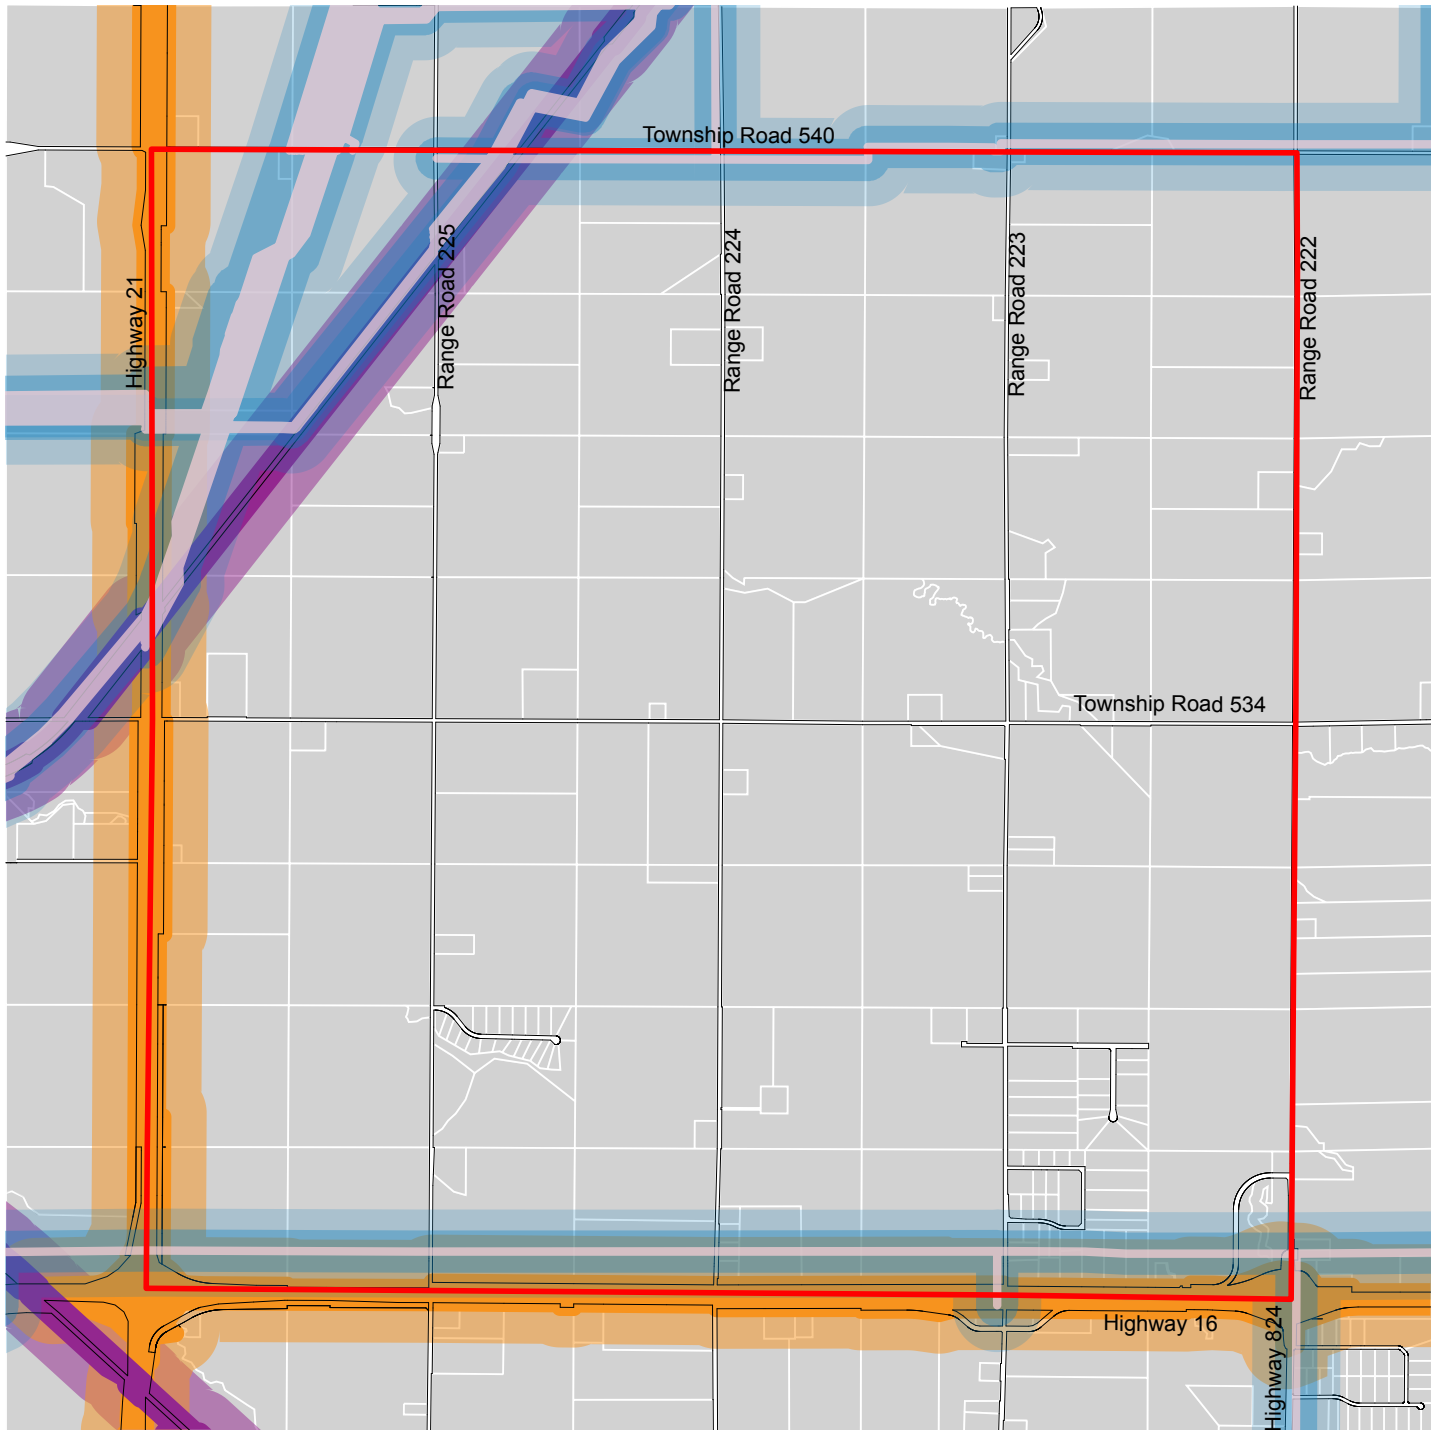 Township Road 540
Highway 21
Range Road 225
Range Road 224
Range Road 223
Range Road 222
Township Road 534
Highway 16
Highway 824